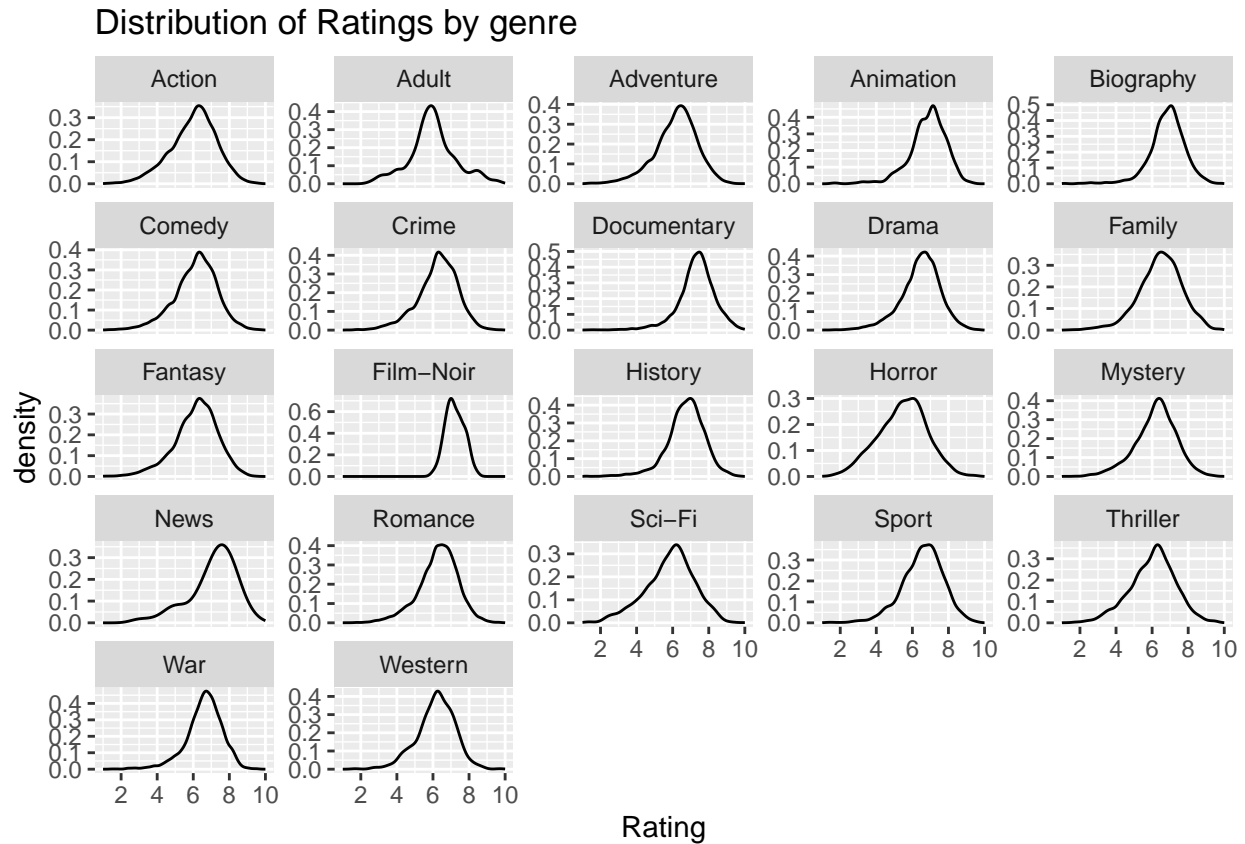 Distribution of Ratings by genre
Action Adult Adventure Animation Biography
0.3 0.2 0.1 0.0
0.4 0.3 0.2 0.1 0.0
0.4 0.3 0.2 0.1 0.0
0.4 0.3 0.2 0.1 0.0
0.5 0.4 0.3 0.2 0.1 0.0
Comedy Crime Documentary Drama Family
0.4 0.3 0.2 0.1 0.0
0.4 0.3 0.2 0.1 0.0
0.5 0.4 0.3 0.2 0.1 0.0
0.4 0.3 0.2 0.1 0.0
0.3 0.2 0.1 0.0
Fantasy Film−Noir History Horror Mystery
0.3 0.2 0.1 0.0
0.6 0.4 0.2 0.0
0.4 0.3 0.2 0.1 0.0
0.3 0.2 0.1 0.0
0.4 0.3 0.2 0.1 0.0
density
News Romance Sci−Fi Sport Thriller
0.3 0.2 0.1 0.0
0.4 0.3 0.2 0.1 0.0
0.3 0.2 0.1 0.0
0.3 0.2 0.1 0.0
0.3 0.2 0.1 0.0
2 4 6 8 10 2 4 6 8 10 2 4 6 8 10
War Western
0.4 0.3 0.2 0.1 0.0
0.4 0.3 0.2 0.1 0.0
2 4 6 8 10 2 4 6 8 10
Rating